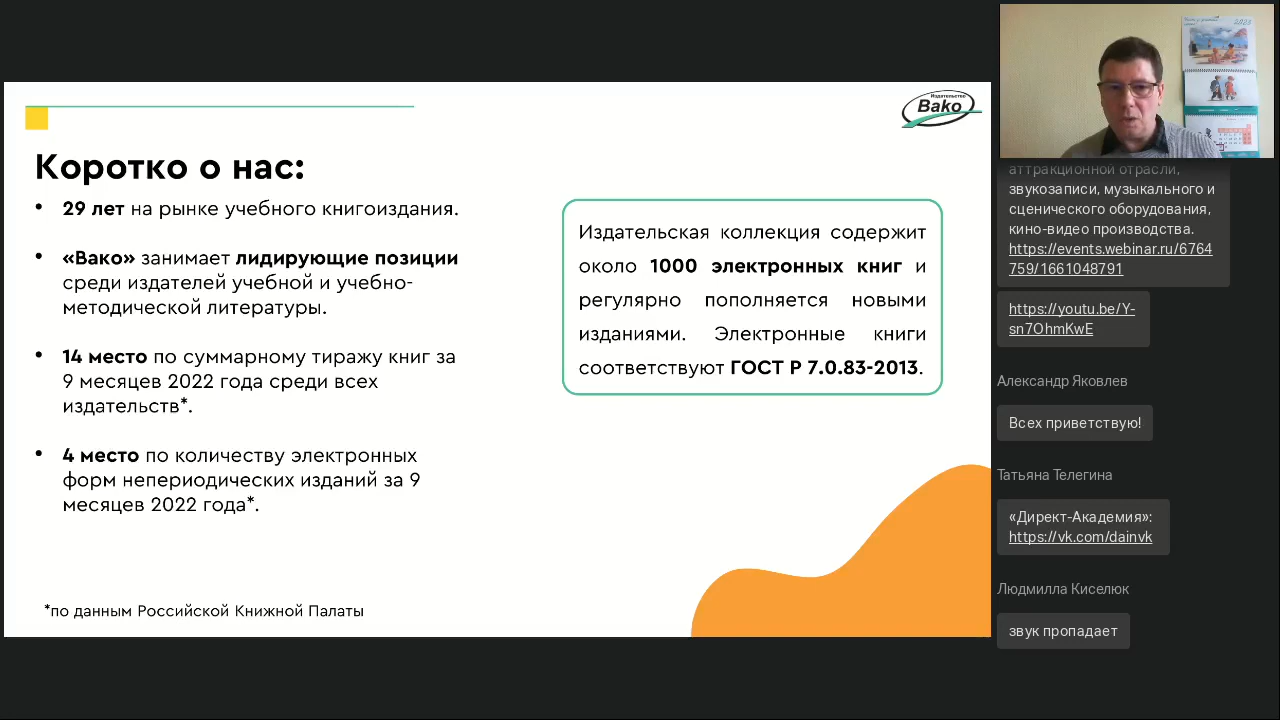 Издательство
Вако
Коротко о нас:
• 29 лет на рынке учебного книгоиздания.
• «Вако» занимает лидирующие позиции
среди издателей учебной и учебно-
методической литературы.
• 14 место по суммарному тиражу книг за
9 месяцев 2022 года среди всех
издательств*.
• 4 место по количеству электронных
форм непериодических изданий за 9
месяцев 2022 года*.
*по данным Российской Книжной Палаты
Издательская коллекция содержит
около 1000 электронных книг и
регулярно пополняется новыми
изданиями. Электронные книги
соответствуют ГОСТ Р 7.0.83-2013.
аттракционной отрасли,
звукозаписи, музыкального и
сценического оборудования,
кино-видео производства.
https://events.webinar.ru/6764
759/1661048791
https://youtu.be/Y-
sn7OhmKwE
Александр Яковлев
Всех приветствую!
Татьяна Телегина
«Директ-Академия»:
https://vk.com/dainvk
Людмилла Киселюк
звук пропадает